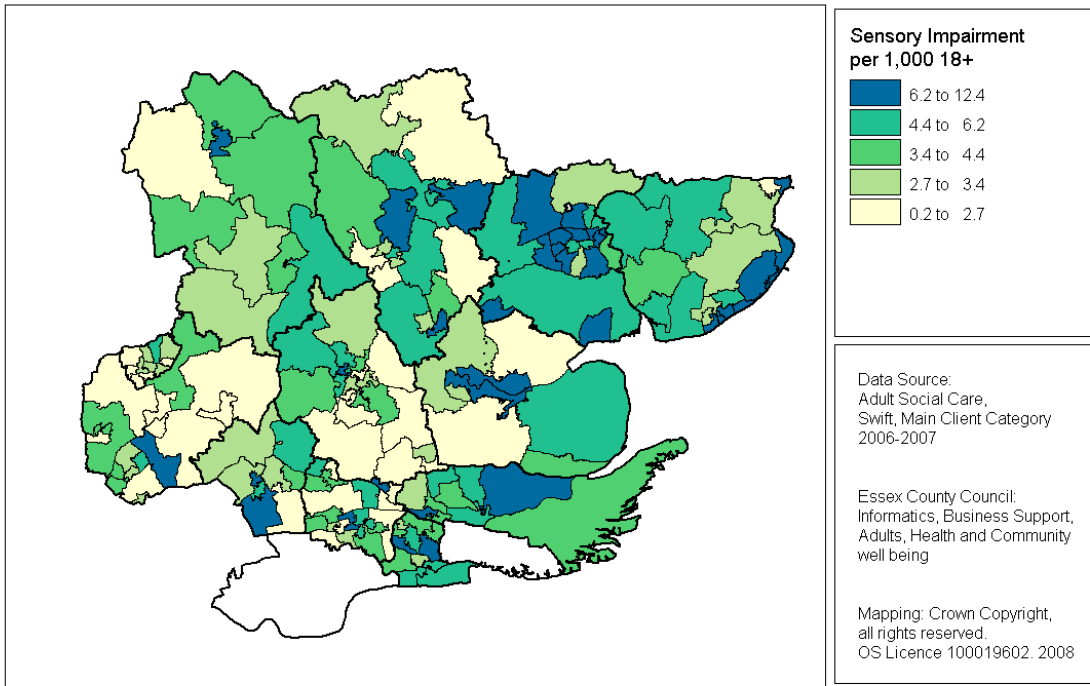 Sensory Impairment
per 1,000 18+
6.2 to 12.4
4.4 to 6.2
3.4 to 4.4
2.7 to 3.4
0.2 to 2.7
Data Source:
Adult Social Care,
Swift, Main Client Category
2006-2007
Essex County Council:
Informatics, Business Support,
Adults, Health and Community
well being
Mapping: Crown Copyright,
all rights reserved.
OS Licence 100019602. 2008